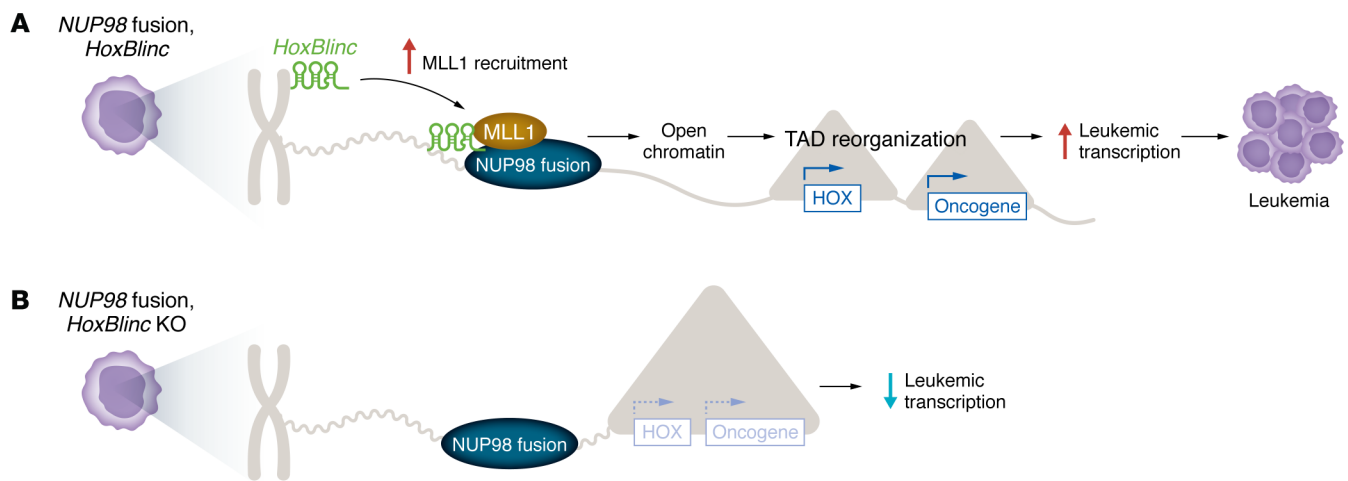 A
NUP98 fusion,
HoxBlinc
HoxBlinc
MLL1 recruitment
MLL1
NUP98 fusion
Open
chromatin
TAD reorganization
HOX
Oncogene
Leukemic
transcription
Leukemia
B
NUP98 fusion,
HoxBlinc KO
NUP98 fusion
HOX
Oncogene
Leukemic
transcription